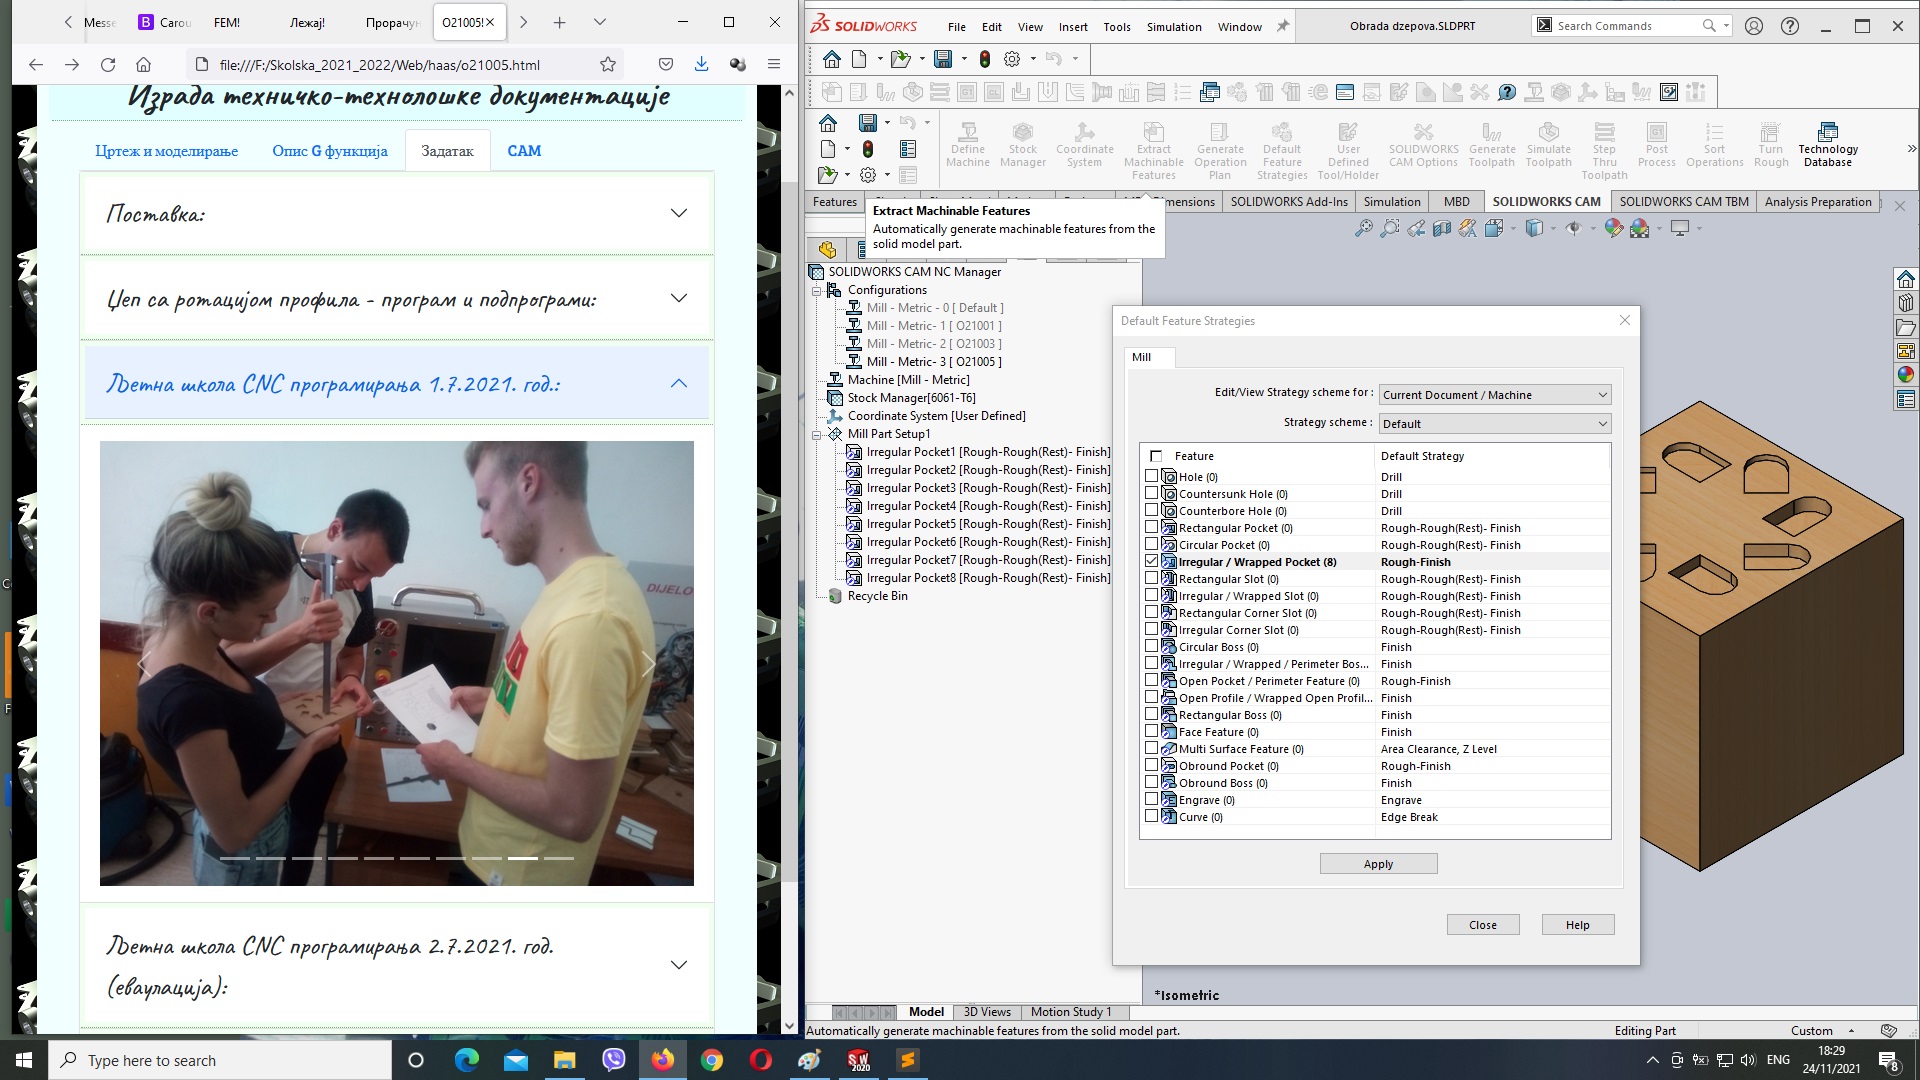 Messe
Carou
FEM!
Лежај!
Прорачун
O21005!
file:///F:/Skolska_2021_2022/Web/haas/o21005.html
Израда техничко-технолошке документације
Цртеж и моделирање
Опис G функција
Задатак
CAM
Поставка:
Џеп са ротацијом профила - програм и подпрограми:
Љетна школа CNC програмирања 1.7.2021. год.:
DIJELO
Љетна школа CNC програмирања 2.7.2021. год.
(еваулација):
SOLIDWORKS
File
Edit
View
Insert
Tools
Simulation
Window
Obrada dzepova.SLDPRT
Search Commands
Define Machine
Stock Manager
Coordinate System
Extract Machinable Features
Generate Operation Plan
Default Feature Strategies
User Defined Tool/Holder
SOLIDWORKS CAM Options
Generate Toolpath
Simulate Toolpath
Step Thru Toolpath
Post Process
Sort Operations
Turn Rough
Technology Database
Features
Dimensions
SOLIDWORKS Add-Ins
Simulation
MBD
SOLIDWORKS CAM
SOLIDWORKS CAM TBM
Analysis Preparation
Extract Machinable Features
Automatically generate machinable features from the
solid model part.
SOLIDWORKS CAM NC Manager
Configurations
Mill - Metric - 0 [ Default ]
Mill - Metric- 1 [ O21001 ]
Mill - Metric- 2 [ O21003 ]
Mill - Metric- 3 [ O21005 ]
Machine [Mill - Metric]
Stock Manager[6061-T6]
Coordinate System [User Defined]
Mill Part Setup1
Irregular Pocket1 [Rough-Rough(Rest)- Finish]
Irregular Pocket2 [Rough-Rough(Rest)- Finish]
Irregular Pocket3 [Rough-Rough(Rest)- Finish]
Irregular Pocket4 [Rough-Rough(Rest)- Finish]
Irregular Pocket5 [Rough-Rough(Rest)- Finish]
Irregular Pocket6 [Rough-Rough(Rest)- Finish]
Irregular Pocket7 [Rough-Rough(Rest)- Finish]
Irregular Pocket8 [Rough-Rough(Rest)- Finish]
Recycle Bin
Default Feature Strategies
Mill
Edit/View Strategy scheme for : Current Document / Machine
Strategy scheme : Default
Feature Default Strategy
Hole (0) Drill
Countersunk Hole (0) Drill
Counterbore Hole (0) Drill
Rectangular Pocket (0) Rough-Rough(Rest)- Finish
Circular Pocket (0) Rough-Rough(Rest)- Finish
Irregular / Wrapped Pocket (8) Rough-Finish
Rectangular Slot (0) Rough-Rough(Rest)- Finish
Irregular / Wrapped Slot (0) Rough-Rough(Rest)- Finish
Rectangular Corner Slot (0) Rough-Rough(Rest)- Finish
Irregular Corner Slot (0) Rough-Rough(Rest)- Finish
Circular Boss (0) Finish
Irregular / Wrapped / Perimeter Bos... Finish
Open Pocket / Perimeter Feature (0) Rough-Finish
Open Profile / Wrapped Open Profil... Finish
Rectangular Boss (0) Finish
Face Feature (0) Finish
Multi Surface Feature (0) Area Clearance, Z Level
Obround Pocket (0) Rough-Finish
Obround Boss (0) Finish
Engrave (0) Engrave
Curve (0) Edge Break
Apply
Close
Help
*Isometric
Model
3D Views
Motion Study 1
Automatically generate machinable features from the solid model part.
Editing Part
Custom
Type here to search
SW 2020
ENG
18:29
24/11/2021
8